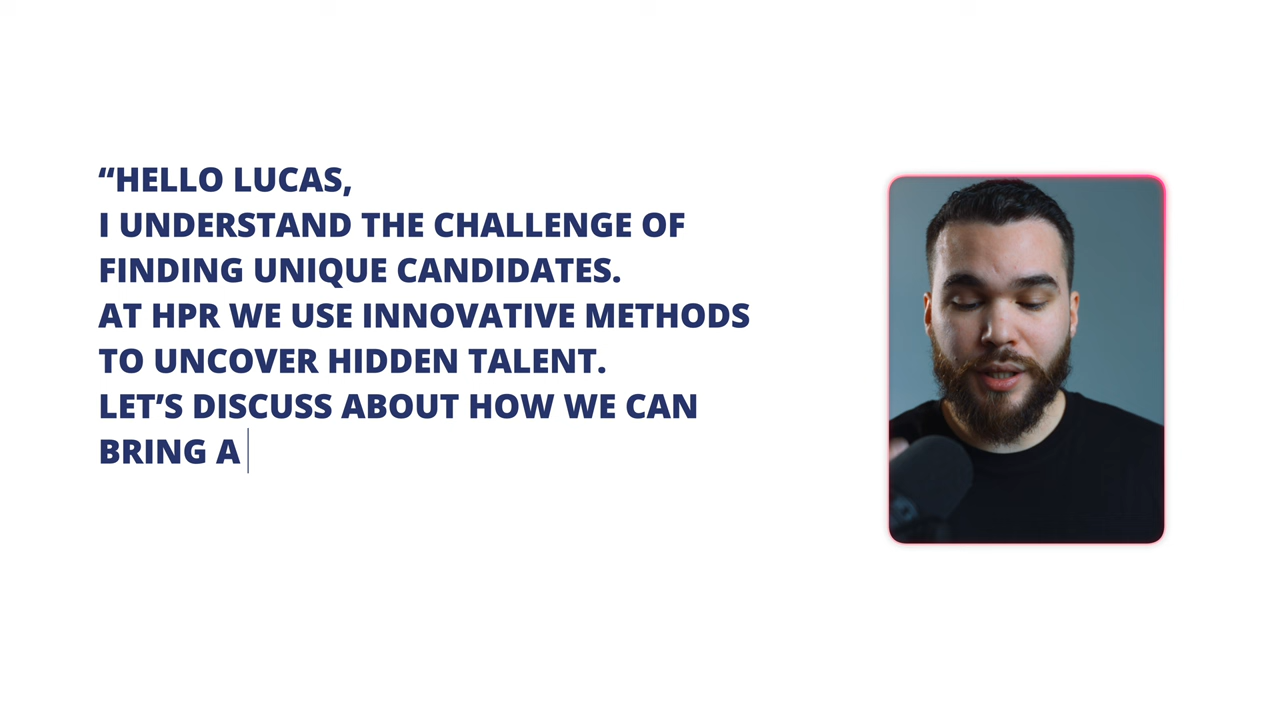 “HELLO LUCAS,
I UNDERSTAND THE CHALLENGE OF
FINDING UNIQUE CANDIDATES.
AT HPR WE USE INNOVATIVE METHODS
TO UNCOVER HIDDEN TALENT.
LET’S DISCUSS ABOUT HOW WE CAN
BRING A